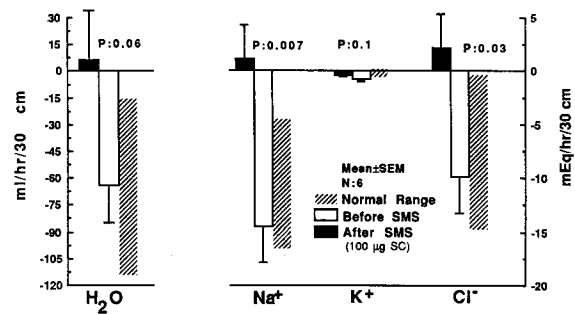 30
15
0
-15
-30
-45
-60
-75
-90
-105
-120
ml/hr/30 cm
P:0.06
P:0.007
P:0.1
P:0.03
5
0
-5
-10
-15
-20
mEq/hr/30 cm
Mean±SEM
N:6
Normal Range
Before SMS
After SMS
(100 µg SC)
H2O
Na+
K+
Cl-